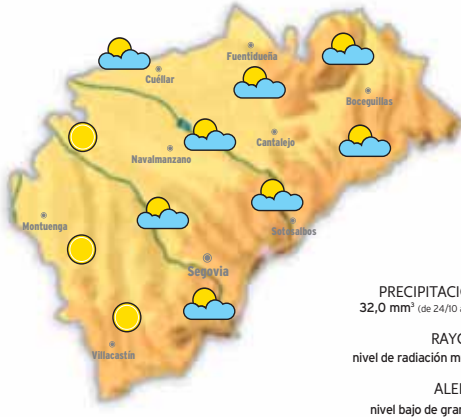 Fuentidueña
Cuéllar
Boceguillas
Cantalejo
Navalmanzano
Montuenga
Sotosalbos
Segovia
PRECIPITACIO
32,0 mm³ (de 24/10 a
RAYO
nivel de radiación m
Villacastín
ALE
nivel bajo de gran